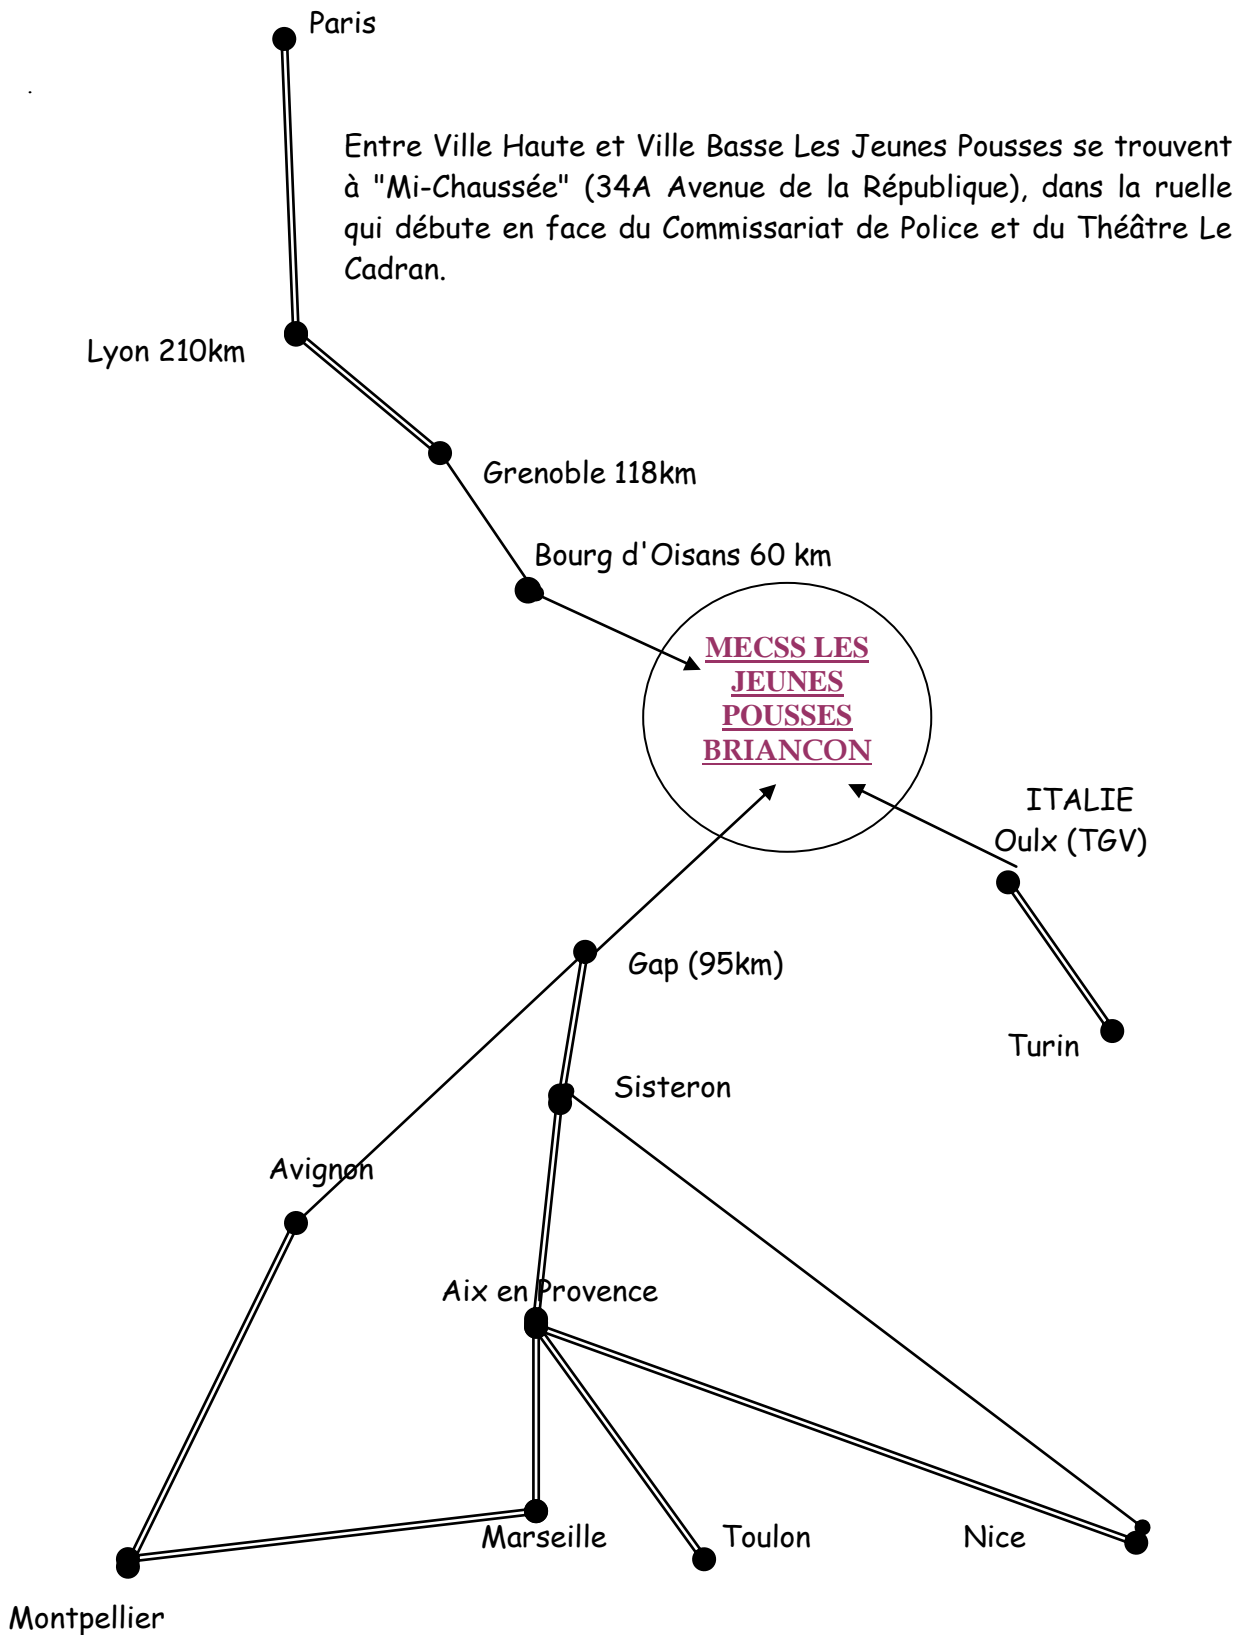 Paris
.
Entre Ville Haute et Ville Basse Les Jeunes Pousses se trouvent
à "Mi-Chaussée" (34A Avenue de la République), dans la ruelle
qui débute en face du Commissariat de Police et du Théâtre Le
Cadran.
Lyon 210km
Grenoble 118km
Bourg d'Oisans 60 km
MECSS LES
JEUNES
POUSSES
BRIANCON
ITALIE
Oulx (TGV)
Gap (95km)
Turin
Sisteron
Avignon
Aix en Provence
Marseille
Toulon
Nice
Montpellier